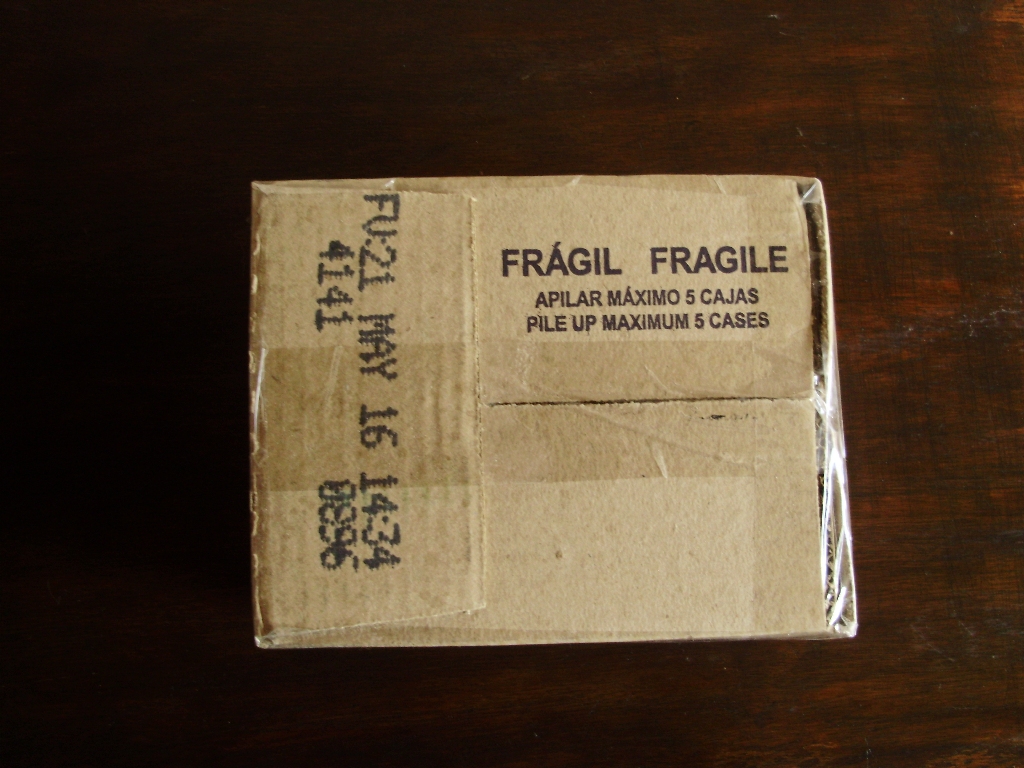 FRÁGIL FRAGILE
APILAR MÁXIMO 5 CAJAS
PILE UP MAXIMUM 5 CASES
FU:21 MAY 16 14:34
4141 0896